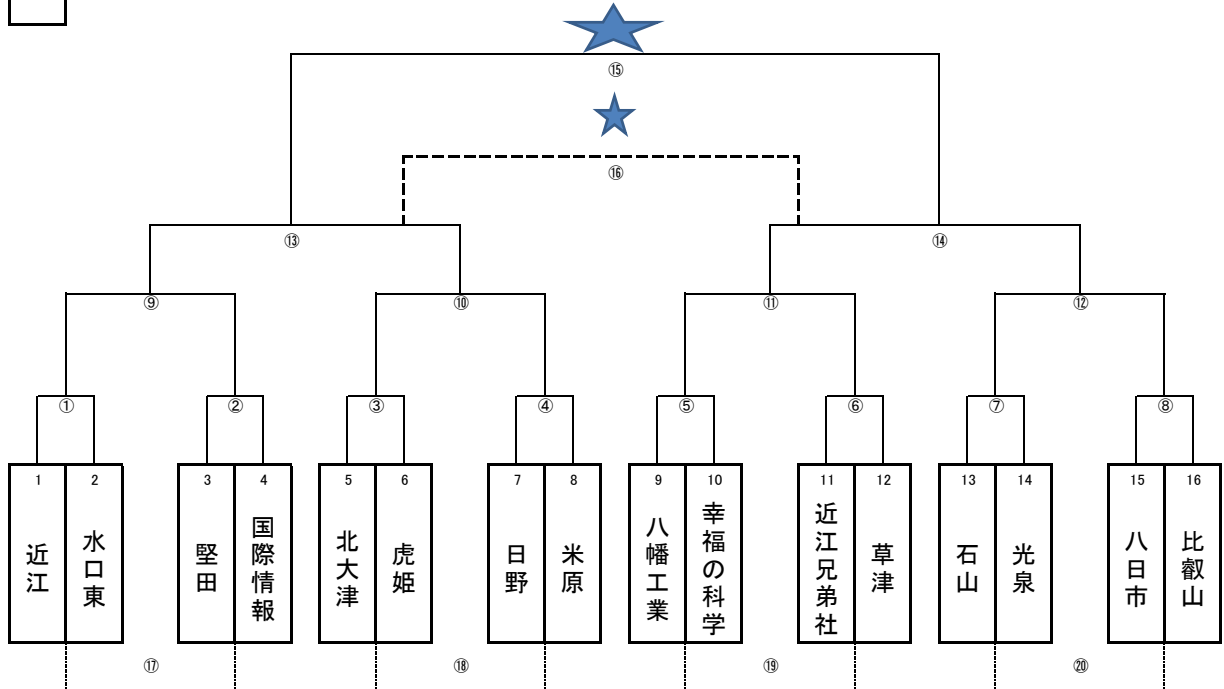 ⑮
⑯
⑬ ⑭
⑨ ⑩ ⑪ ⑫
① ② ③ ④ ⑤ ⑥ ⑦ ⑧
1 2 3 4 5 6 7 8 9 10 11 12 13 14 15 16
近江
水口東
堅田
国際情報
北大津
虎姫
日野
米原
八幡工業
幸福の科学
近江兄弟社
草津
石山
光泉
八日市
比叡山
⑰ ⑱ ⑲ ⑳